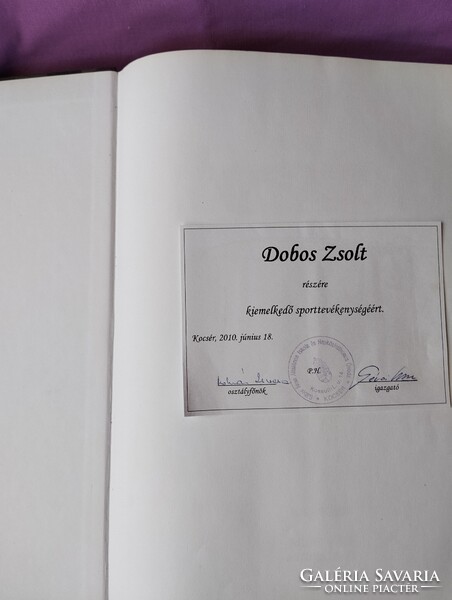 Dobos Zsolt
részére
kiemelkedő sporttevékenységéért.
Kocsér, 2010. június 18.
P.H.
osztályfőnök
igazgató
GALÉRIA SAVARIA
ONLINE PIACTÉR